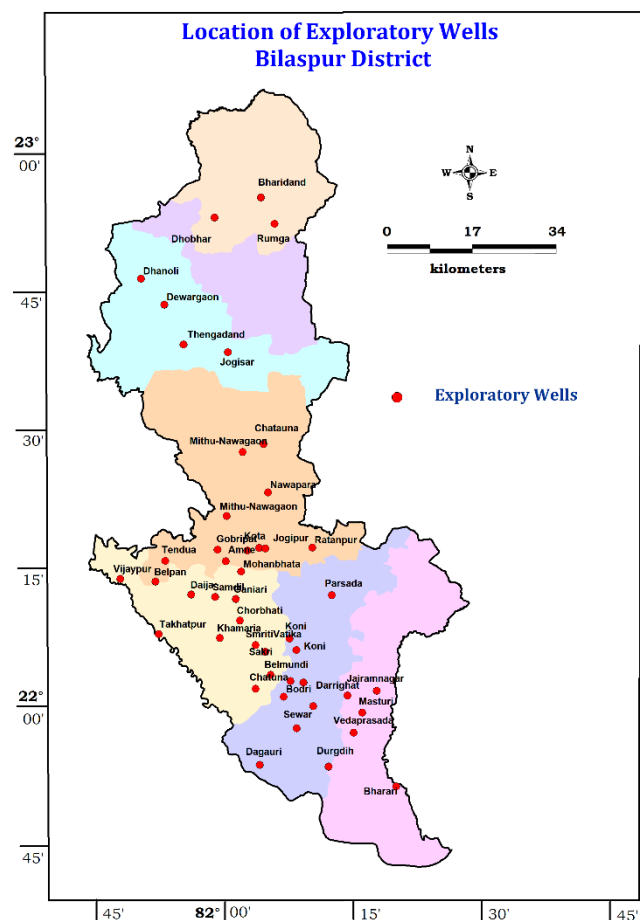 Location of Exploratory Wells
Bilaspur District
23°
00'
N
W E
S
Bharidand
Dhobhar
Rumga
0 17 34
kilometers
Dhanoli
45'
Dewargaon
Thengadand
Jogisar
Exploratory Wells
30'
Chatauna
Mithu-Nawagaon
Nawapara
Mithu-Nawagaon
Gobripat
Kota
Jogipur
Ratanpur
Tendua
Amne
15'
Vijaypur
Belpan
Mohanbhata
Parsada
Daijar
Samdil
Ganiari
Chorbhati
Takhatpur
Khamaria
Koni
SmritiVatika
Sakri
Koni
Belmundi
Chatuna
Bodri
Darrighat
Jairamnagar
22°
00'
Masturi
Sewar
Vedaprasada
Dagauri
Durgdih
Bharari
45'
45' 82° 00' 15' 30' 45'